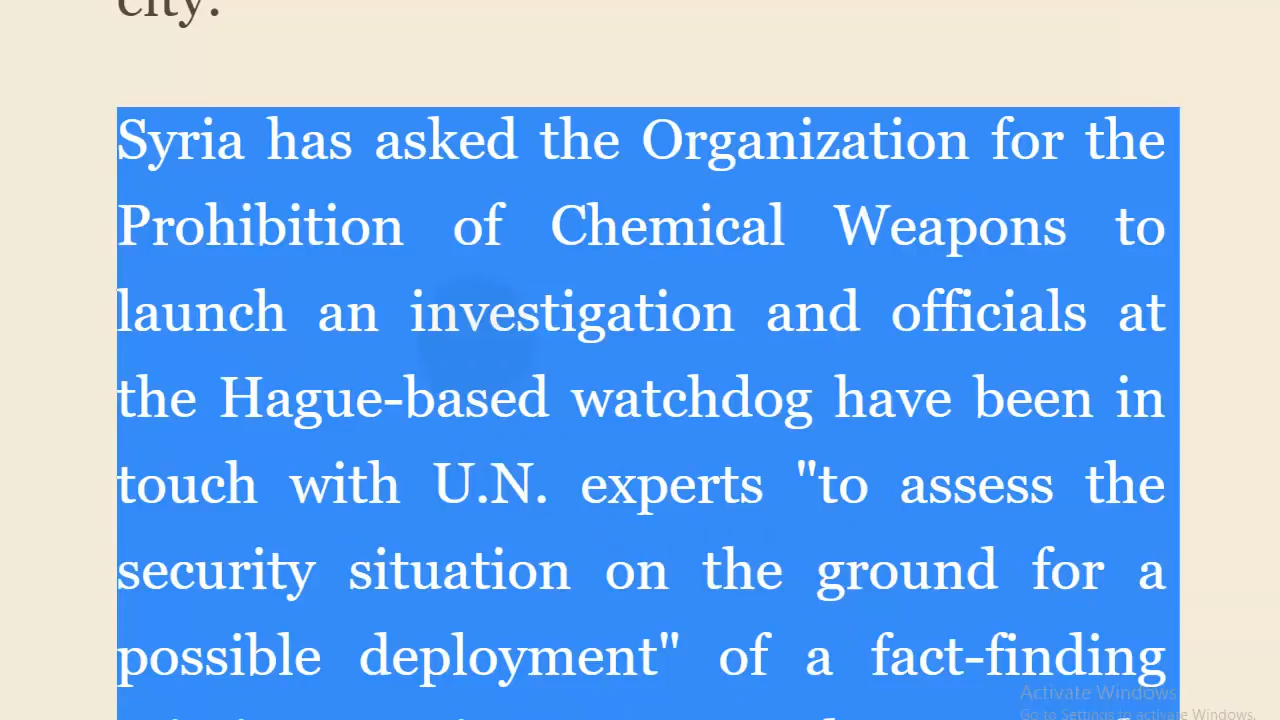 city.
Syria has asked the Organization for the
Prohibition of Chemical Weapons to
launch an investigation and officials at
the Hague-based watchdog have been in
touch with U.N. experts "to assess the
security situation on the ground for a
possible deployment" of a fact-finding
Activate Windows
Go to Settings to activate Windows.